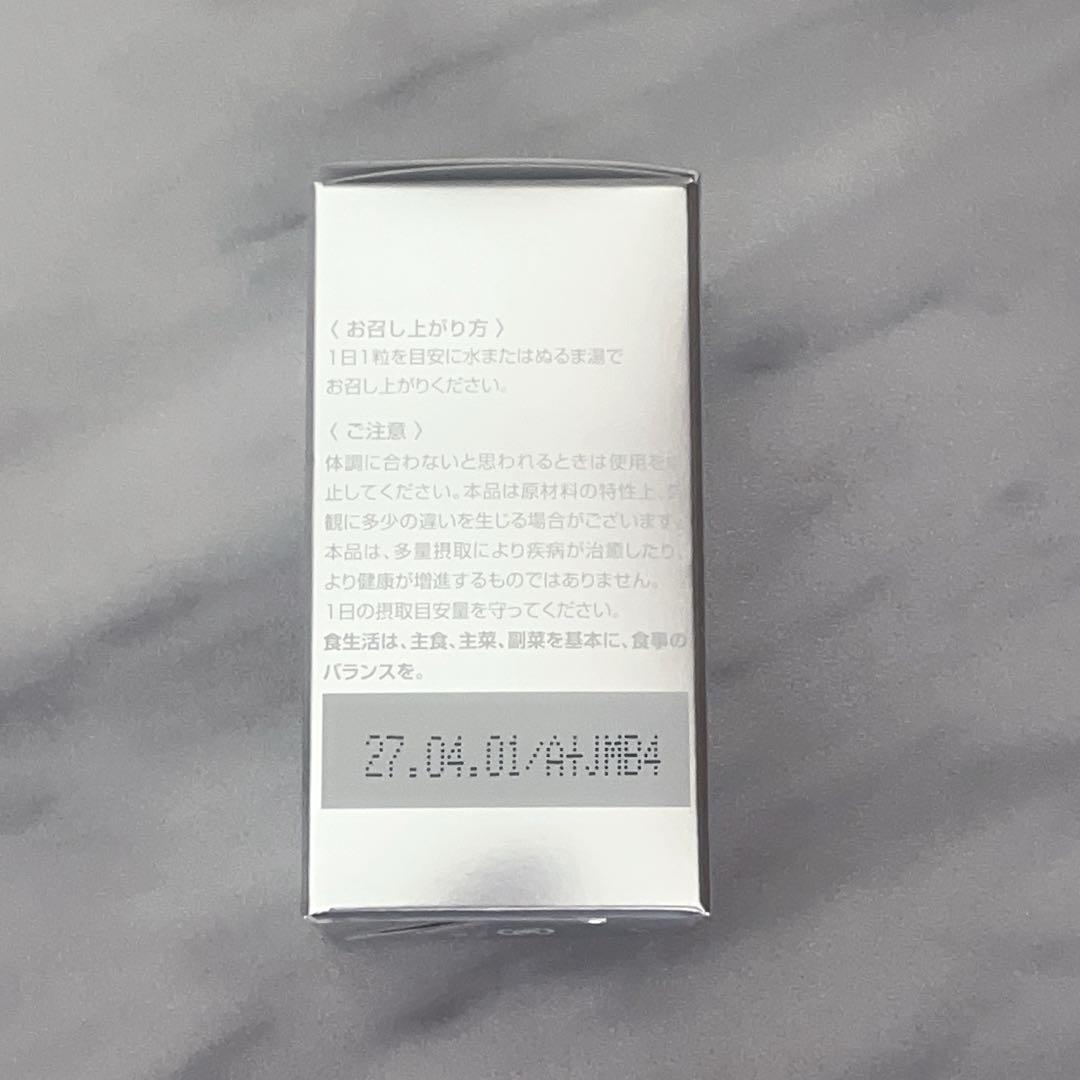 〈 お召し上がり方 〉
1日1粒を目安に水またはぬるま湯で
お召し上がりください。
〈 ご注意 〉
体調に合わないと思われるときは使用を
止してください。本品は原材料の特性上、
観に多少の違いを生じる場合がございます。
本品は、多量摂取により疾病が治癒したり、
より健康が増進するものではありません。
1日の摂取目安量を守ってください。
食生活は、主食、主菜、副菜を基本に、食事の
バランスを。
27.04.01/A+JMB4